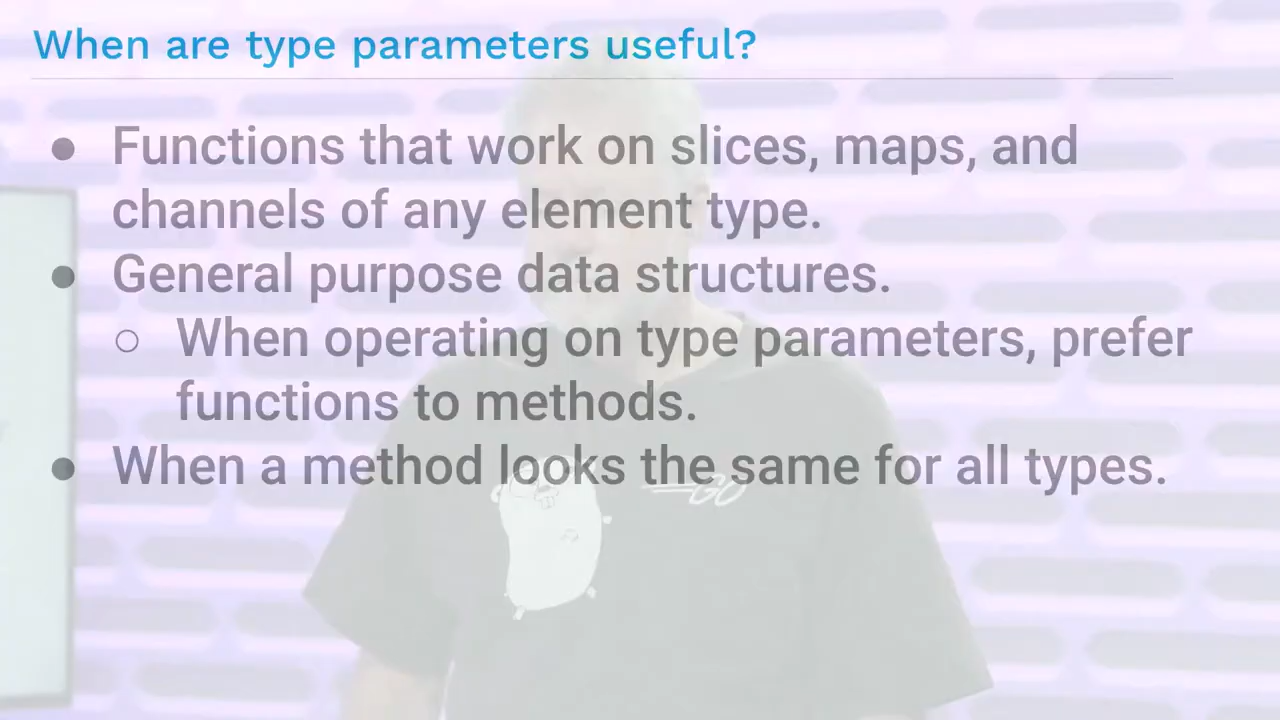 When are type parameters useful?
● Functions that work on slices, maps, and
channels of any element type.
● General purpose data structures.
○ When operating on type parameters, prefer
functions to methods.
● When a method looks the same for all types.
GO